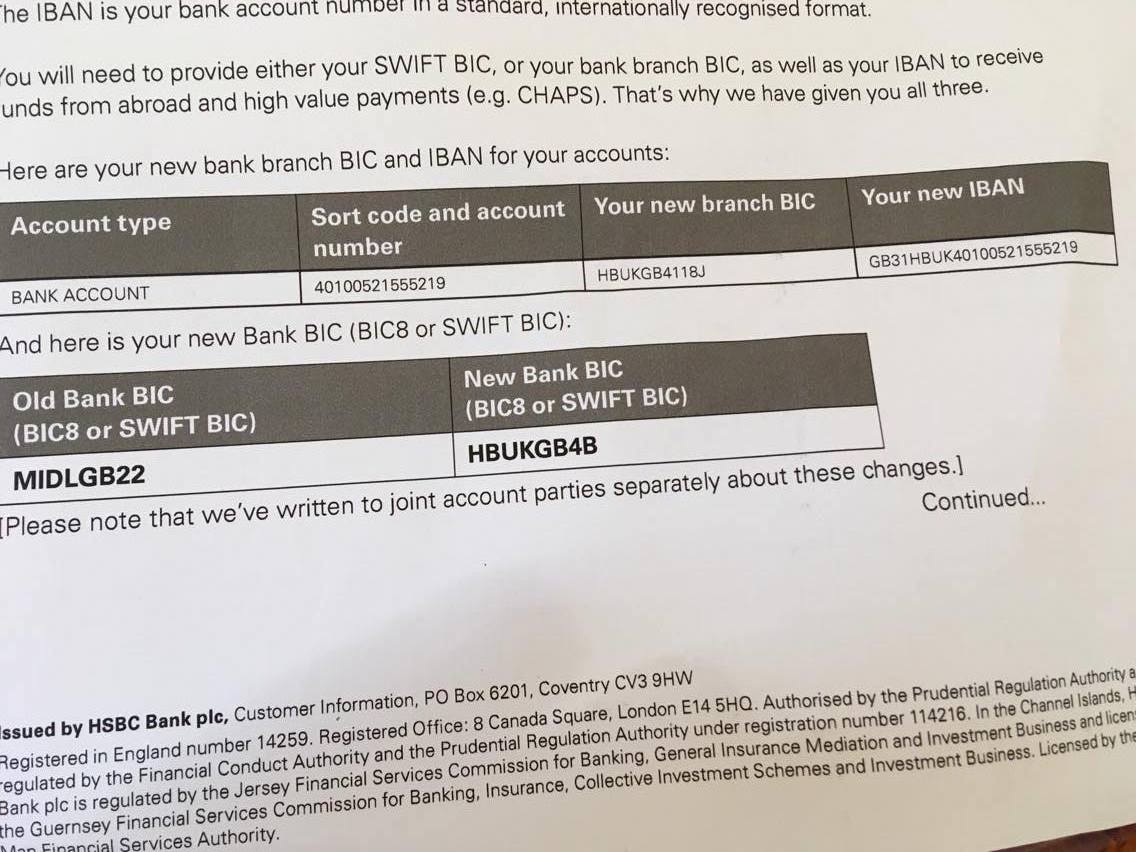 The IBAN is your bank account number in a standard, internationally recognised format.
You will need to provide either your SWIFT BIC, or your bank branch BIC, as well as your IBAN to receive
unds from abroad and high value payments (e.g. CHAPS). That's why we have given you all three.
Here are your new bank branch BIC and IBAN for your accounts:
Account type Sort code and account number Your new branch BIC Your new IBAN
BANK ACCOUNT 40100521555219 HBUKGB4118J GB31HBUK40100521555219
And here is your new Bank BIC (BIC8 or SWIFT BIC):
Old Bank BIC (BIC8 or SWIFT BIC) New Bank BIC (BIC8 or SWIFT BIC)
MIDLGB22 HBUKGB4B
[Please note that we've written to joint account parties separately about these changes.]
Continued...
Issued by HSBC Bank plc, Customer Information, PO Box 6201, Coventry CV3 9HW
Registered in England number 14259. Registered Office: 8 Canada Square, London E14 5HQ. Authorised by the Prudential Regulation Authority a
regulated by the Financial Conduct Authority and the Prudential Regulation Authority under registration number 114216. In the Channel Islands, H
Bank plc is regulated by the Jersey Financial Services Commission for Banking, General Insurance Mediation and Investment Business and licens
the Guernsey Financial Services Commission for Banking, Insurance, Collective Investment Schemes and Investment Business. Licensed by the
Man Financial Services Authority.